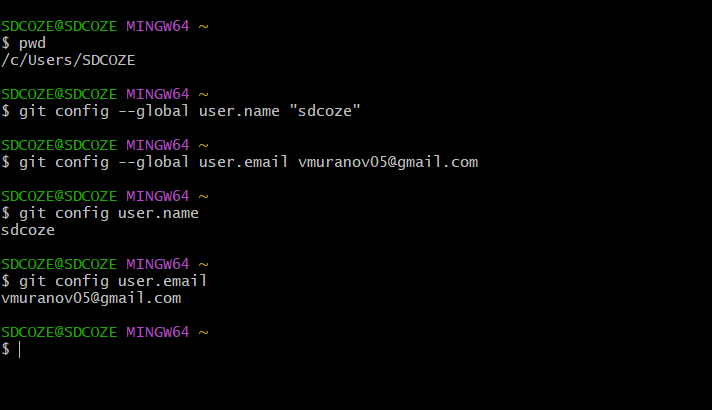 SDCOZE@SDCOZE MINGW64 ~
$ pwd
/c/Users/SDCOZE
SDCOZE@SDCOZE MINGW64 ~
$ git config --global user.name "sdcoze"
SDCOZE@SDCOZE MINGW64 ~
$ git config --global user.email vmuranov05@gmail.com
SDCOZE@SDCOZE MINGW64 ~
$ git config user.name
sdcoze
SDCOZE@SDCOZE MINGW64 ~
$ git config user.email
vmuranov05@gmail.com
SDCOZE@SDCOZE MINGW64 ~
$